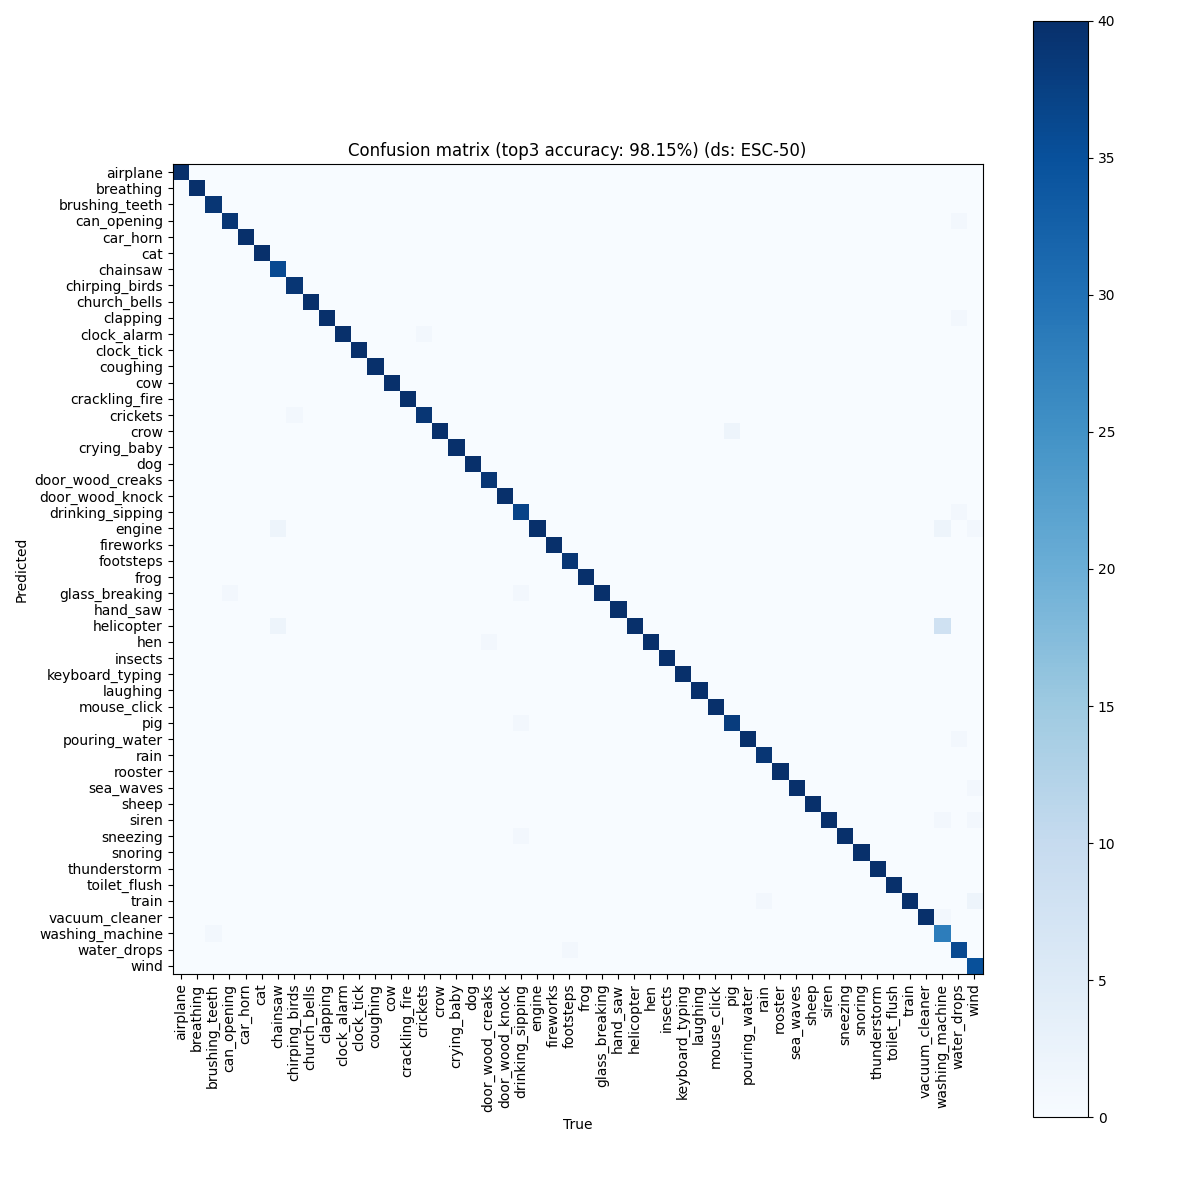 Confusion matrix (top3 accuracy: 98.15%) (ds: ESC-50)
airplane
breathing
brushing_teeth
can_opening
car_horn
cat
chainsaw
chirping_birds
church_bells
clapping
clock_alarm
clock_tick
coughing
cow
crackling_fire
crickets
crow
crying_baby
dog
door_wood_creaks
door_wood_knock
drinking_sipping
engine
fireworks
footsteps
frog
glass_breaking
hand_saw
helicopter
hen
insects
keyboard_typing
laughing
mouse_click
pig
pouring_water
rain
rooster
sea_waves
sheep
siren
sneezing
snoring
thunderstorm
toilet_flush
train
vacuum_cleaner
washing_machine
water_drops
wind
Predicted
airplane
breathing
brushing_teeth
can_opening
car_horn
cat
chainsaw
chirping_birds
church_bells
clapping
clock_alarm
clock_tick
coughing
cow
crackling_fire
crickets
crow
crying_baby
dog
door_wood_creaks
door_wood_knock
drinking_sipping
engine
fireworks
footsteps
frog
glass_breaking
hand_saw
helicopter
hen
insects
keyboard_typing
laughing
mouse_click
pig
pouring_water
rain
rooster
sea_waves
sheep
siren
sneezing
snoring
thunderstorm
toilet_flush
train
vacuum_cleaner
washing_machine
water_drops
wind
True
40
35
30
25
20
15
10
5
0